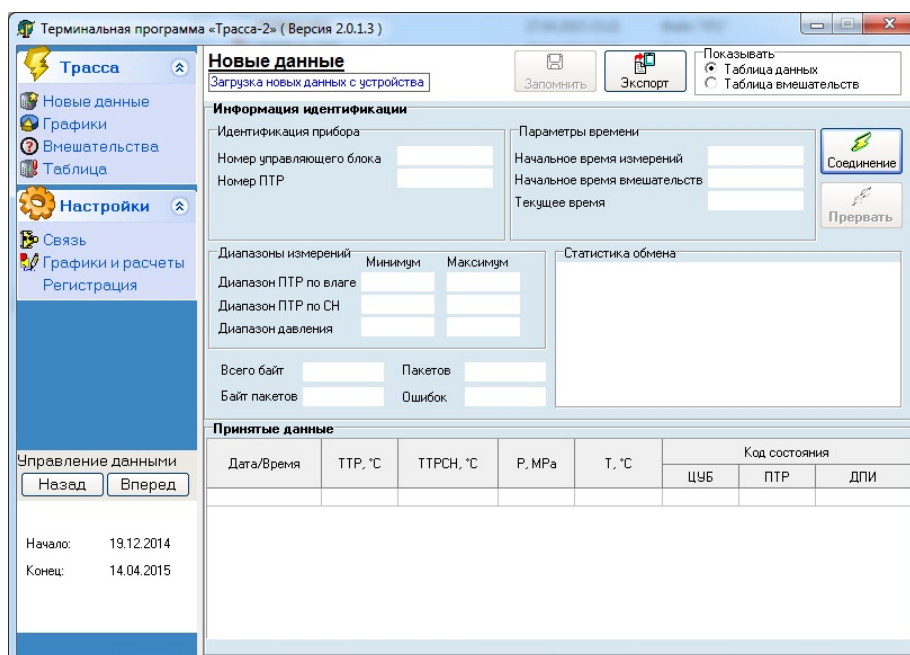 Терминальная программа «Трасса-2» ( Версия 2.0.1.3 )
Трасса
Новые данные
Графики
Вмешательства
Таблица
Настройки
Связь
Графики и расчеты
Регистрация
Управление данными
Назад
Вперед
Начало: 19.12.2014
Конец: 14.04.2015
Новые данные
Загрузка новых данных с устройства
Запомнить
Экспорт
Показывать
Таблица данных
Таблица вмешательств
Информация идентификации
Идентификация прибора
Номер управляющего блока
Номер ПТР
Параметры времени
Начальное время измерений
Начальное время вмешательств
Текущее время
Соединение
Прервать
Диапазоны измерений
Минимум Максимум
Диапазон ПТР по влаге
Диапазон ПТР по СН
Диапазон давления
Статистика обмена
Всего байт Пакетов
Байт пакетов Ошибок
Принятые данные
Дата/Время ТТР, °С ТТРСН, °С Р, МРа Т, °С Код состояния
ЦУБ ПТР ДПИ